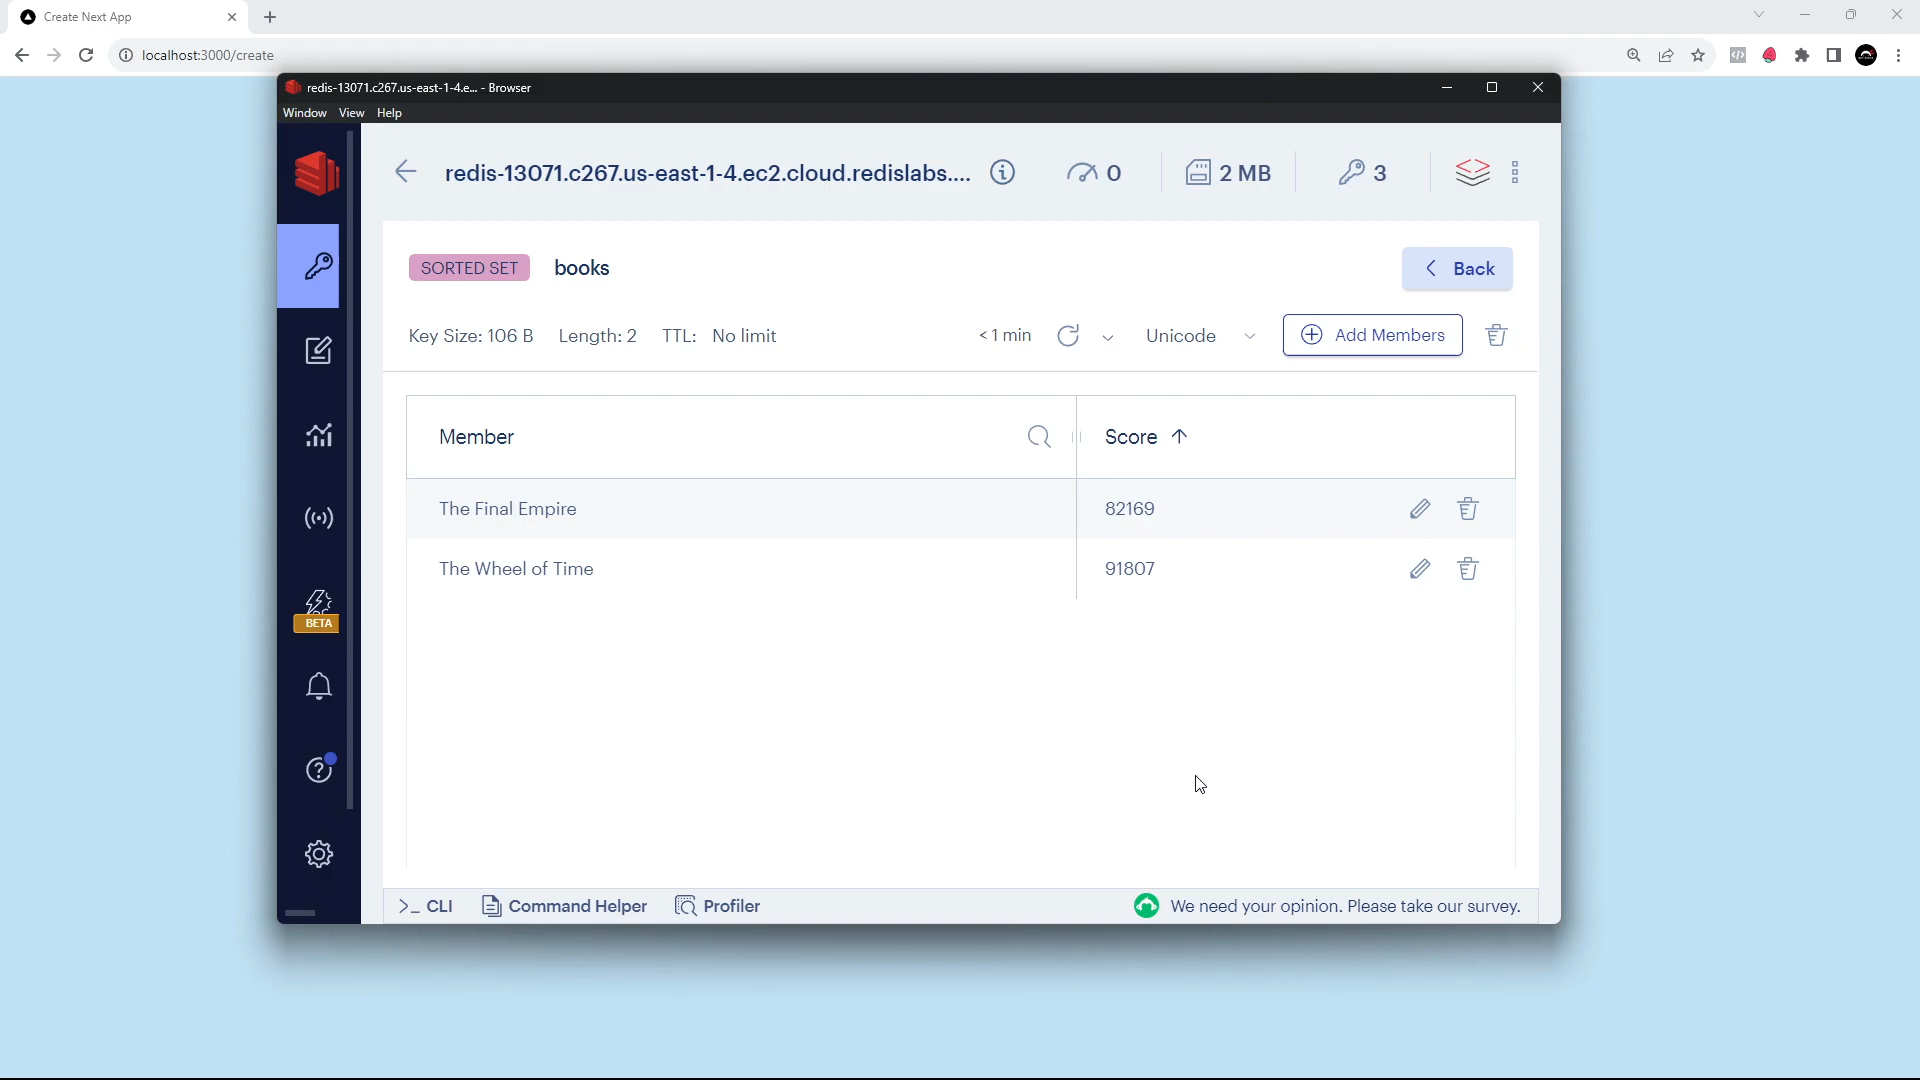 Create Next App
localhost:3000/create
redis-13071.c267.us-east-1-4.e... - Browser
Window View Help
redis-13071.c267.us-east-1-4.ec2.cloud.redislabs.... 0 2 MB 3
SORTED SET books Back
Key Size: 106 B Length: 2 TTL: No limit < 1 min Unicode Add Members
Member Score
The Final Empire 82169
The Wheel of Time 91807
BETA
>_ CLI Command Helper Profiler We need your opinion. Please take our survey.